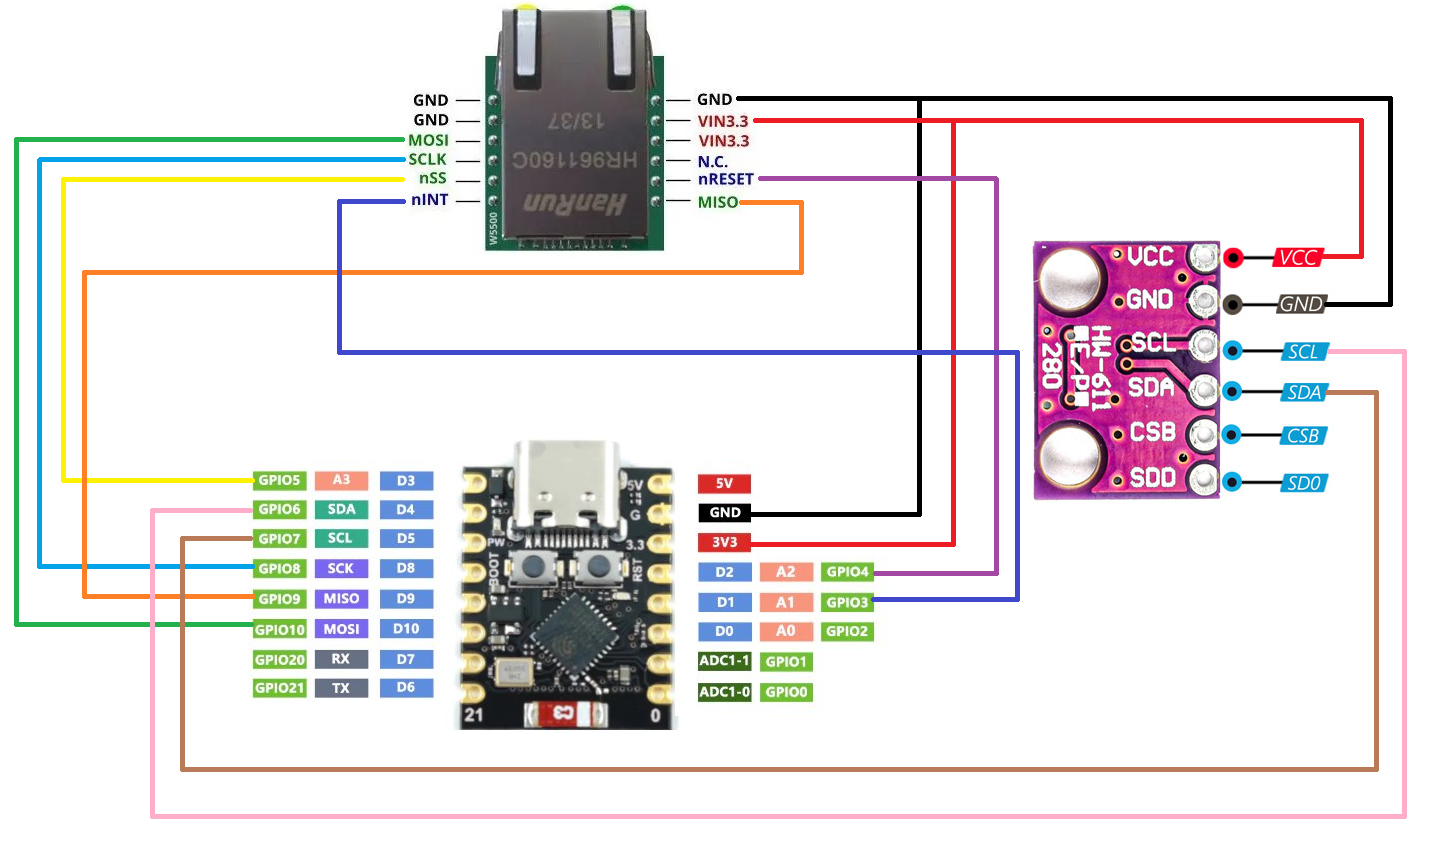 13/37
HR961160C
HanRun
W5500
GND
GND
MOSI
SCLK
nSS
nINT
GND
VIN3.3
VIN3.3
N.C.
nRESET
MISO
VCC
GND
SCL
SDA
CSB
SDO
HW-611
E/P
280
VCC
GND
SCL
SDA
CSB
SD0
GPIO5 A3 D3
GPIO6 SDA D4
GPIO7 SCL D5
GPIO8 SCK D8
GPIO9 MISO D9
GPIO10 MOSI D10
GPIO20 RX D7
GPIO21 TX D6
5V
G
3.3
PW
BOOT
RST
C3
21
0
5V
GND
3V3
D2 A2 GPIO4
D1 A1 GPIO3
D0 A0 GPIO2
ADC1-1 GPIO1
ADC1-0 GPIO0